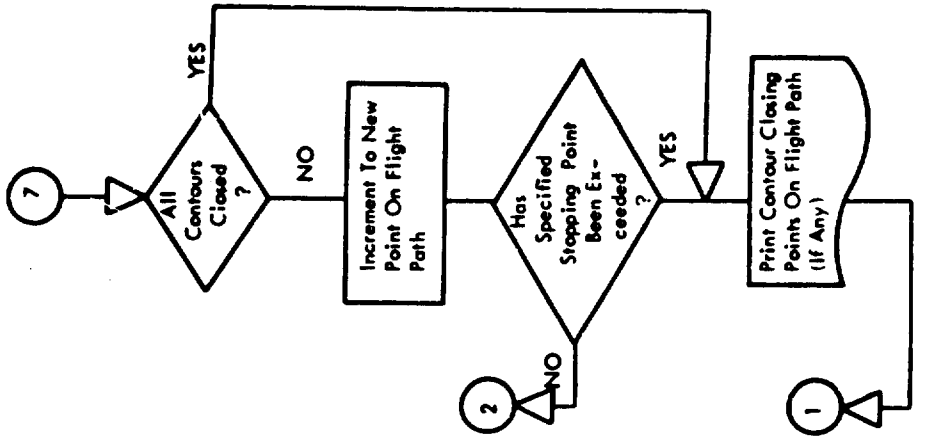 7
All
Contours
Closed
?
YES
NO
Increment To New
Point On Flight
Path
Has
Specified
Stopping Point
Been Ex-
ceeded
?
NO
2
YES
Print Contour Closing
Points On Flight Path
(If Any)
1